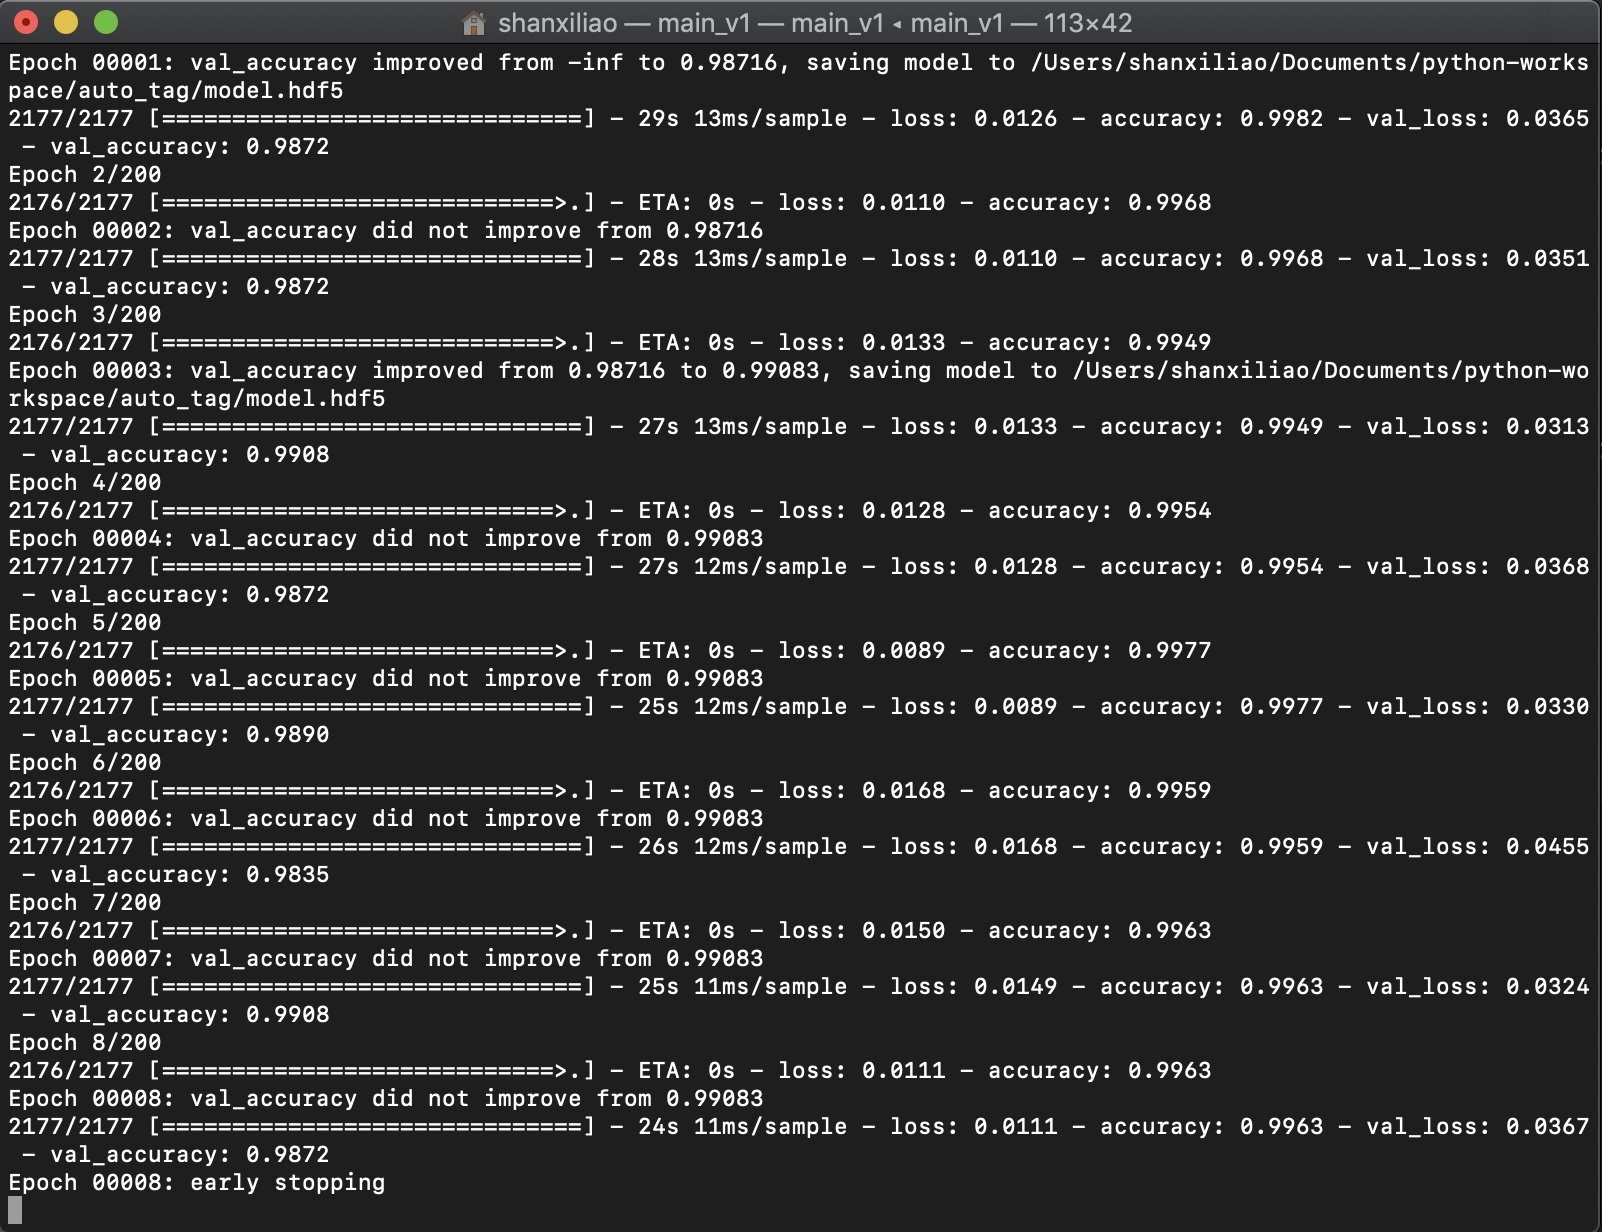 shanxiliao — main_v1 — main_v1 ◂ main_v1 — 113×42
Epoch 00001: val_accuracy improved from -inf to 0.98716, saving model to /Users/shanxiliao/Documents/python-works
pace/auto_tag/model.hdf5
2177/2177 [==============================] - 29s 13ms/sample - loss: 0.0126 - accuracy: 0.9982 - val_loss: 0.0365
 - val_accuracy: 0.9872
Epoch 2/200
2176/2177 [============================>.] - ETA: 0s - loss: 0.0110 - accuracy: 0.9968
Epoch 00002: val_accuracy did not improve from 0.98716
2177/2177 [==============================] - 28s 13ms/sample - loss: 0.0110 - accuracy: 0.9968 - val_loss: 0.0351
 - val_accuracy: 0.9872
Epoch 3/200
2176/2177 [============================>.] - ETA: 0s - loss: 0.0133 - accuracy: 0.9949
Epoch 00003: val_accuracy improved from 0.98716 to 0.99083, saving model to /Users/shanxiliao/Documents/python-wo
rkspace/auto_tag/model.hdf5
2177/2177 [==============================] - 27s 13ms/sample - loss: 0.0133 - accuracy: 0.9949 - val_loss: 0.0313
 - val_accuracy: 0.9908
Epoch 4/200
2176/2177 [============================>.] - ETA: 0s - loss: 0.0128 - accuracy: 0.9954
Epoch 00004: val_accuracy did not improve from 0.99083
2177/2177 [==============================] - 27s 12ms/sample - loss: 0.0128 - accuracy: 0.9954 - val_loss: 0.0368
 - val_accuracy: 0.9872
Epoch 5/200
2176/2177 [============================>.] - ETA: 0s - loss: 0.0089 - accuracy: 0.9977
Epoch 00005: val_accuracy did not improve from 0.99083
2177/2177 [==============================] - 25s 12ms/sample - loss: 0.0089 - accuracy: 0.9977 - val_loss: 0.0330
 - val_accuracy: 0.9890
Epoch 6/200
2176/2177 [============================>.] - ETA: 0s - loss: 0.0168 - accuracy: 0.9959
Epoch 00006: val_accuracy did not improve from 0.99083
2177/2177 [==============================] - 26s 12ms/sample - loss: 0.0168 - accuracy: 0.9959 - val_loss: 0.0455
 - val_accuracy: 0.9835
Epoch 7/200
2176/2177 [============================>.] - ETA: 0s - loss: 0.0150 - accuracy: 0.9963
Epoch 00007: val_accuracy did not improve from 0.99083
2177/2177 [==============================] - 25s 11ms/sample - loss: 0.0149 - accuracy: 0.9963 - val_loss: 0.0324
 - val_accuracy: 0.9908
Epoch 8/200
2176/2177 [============================>.] - ETA: 0s - loss: 0.0111 - accuracy: 0.9963
Epoch 00008: val_accuracy did not improve from 0.99083
2177/2177 [==============================] - 24s 11ms/sample - loss: 0.0111 - accuracy: 0.9963 - val_loss: 0.0367
 - val_accuracy: 0.9872
Epoch 00008: early stopping